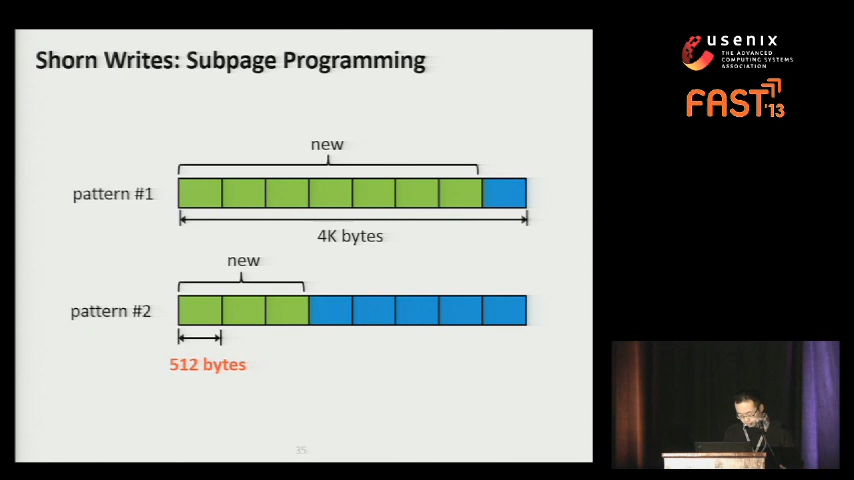 Shorn Writes: Subpage Programming
new
pattern #1
4K bytes
new
pattern #2
512 bytes
35
usenix
THE ADVANCED
COMPUTING SYSTEMS
ASSOCIATION
FAST'13